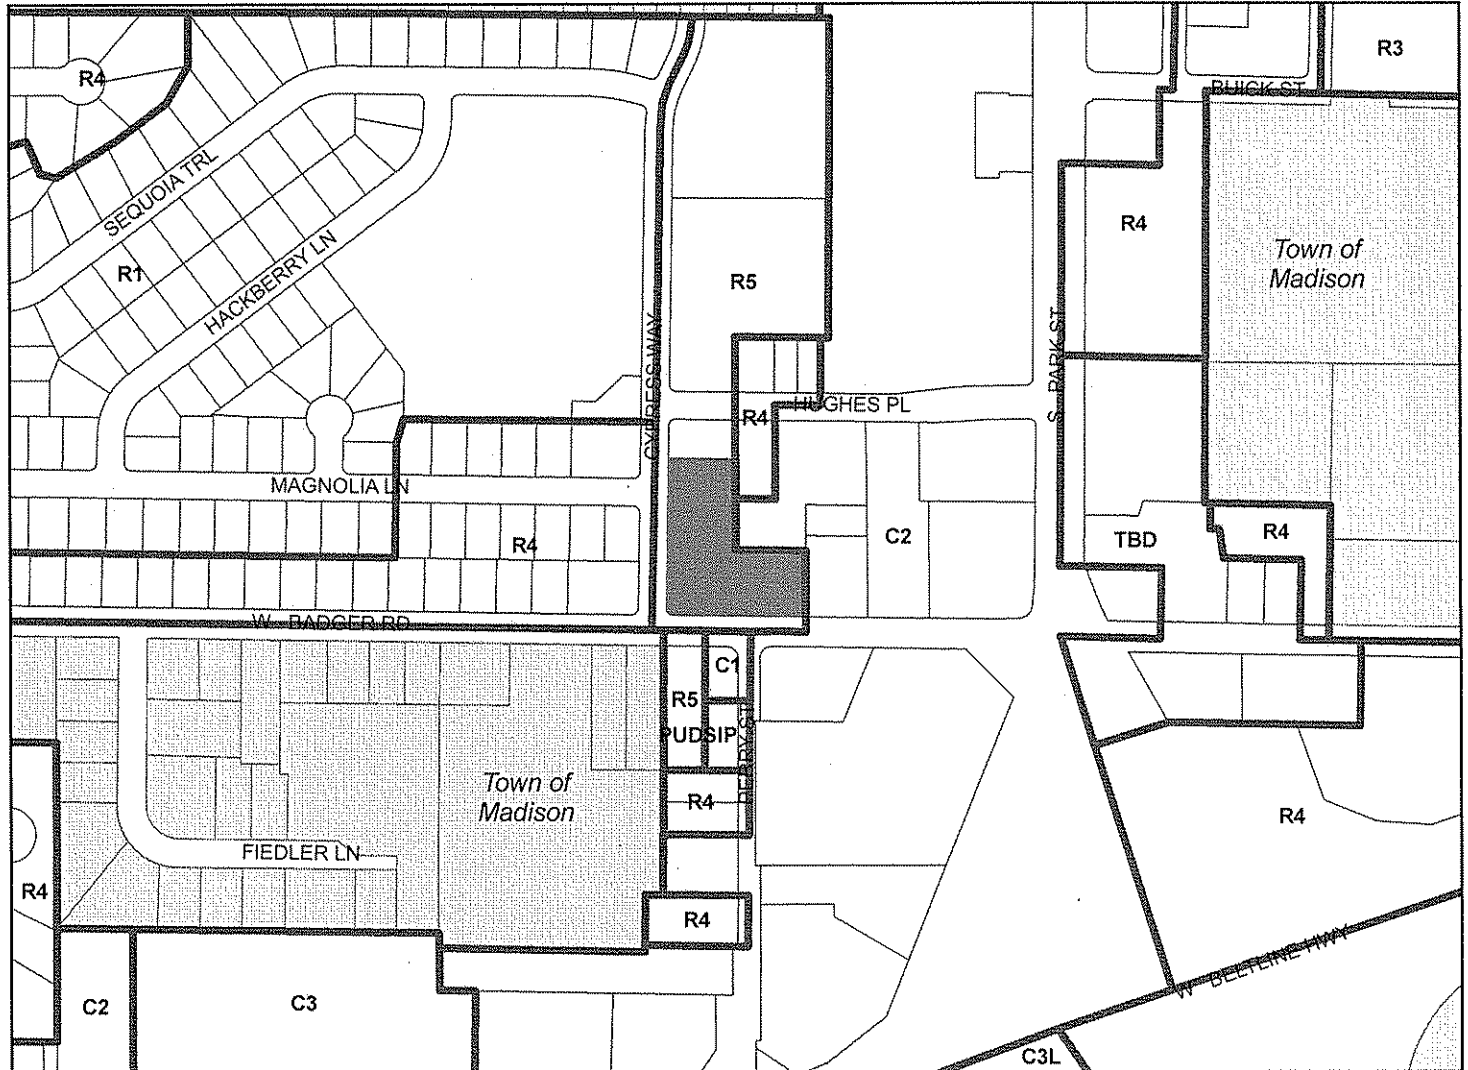 R4
R3
BUICK ST
SEQUOIA TRL
R4
Town of
Madison
R1
HACKBERRY LN
R5
CYPRESS WAY
S PARK ST
R4
HUGHES PL
MAGNOLIA LN
R4
C2
TBD
R4
W BADGER RD
C1
R5
PUDSIP
PERRY ST
Town of
Madison
R4
R4
FIEDLER LN
R4
R4
C2
C3
W BELTLINE HWY
C3L